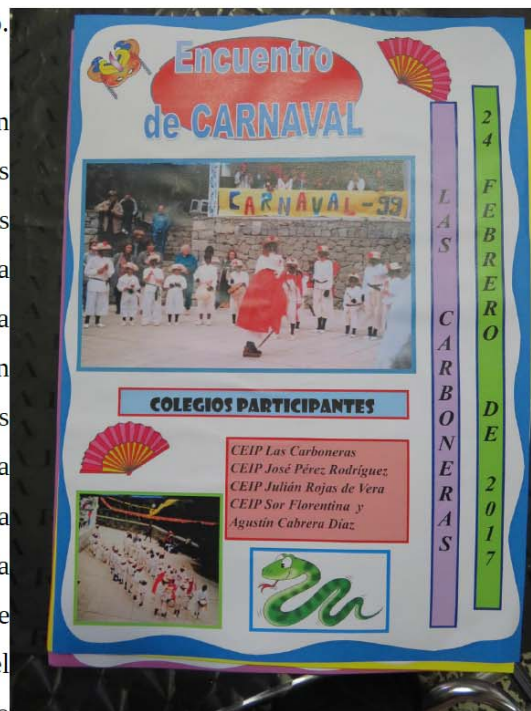 Encuentro
de CARNAVAL
CARNAVAL-99
LAS CARBONERAS
24 FEBRERO DE 2017
COLEGIOS PARTICIPANTES
CEIP Las Carboneras
CEIP José Pérez Rodríguez
CEIP Julián Rojas de Vera
CEIP Sor Florentina y
Agustín Cabrera Díaz